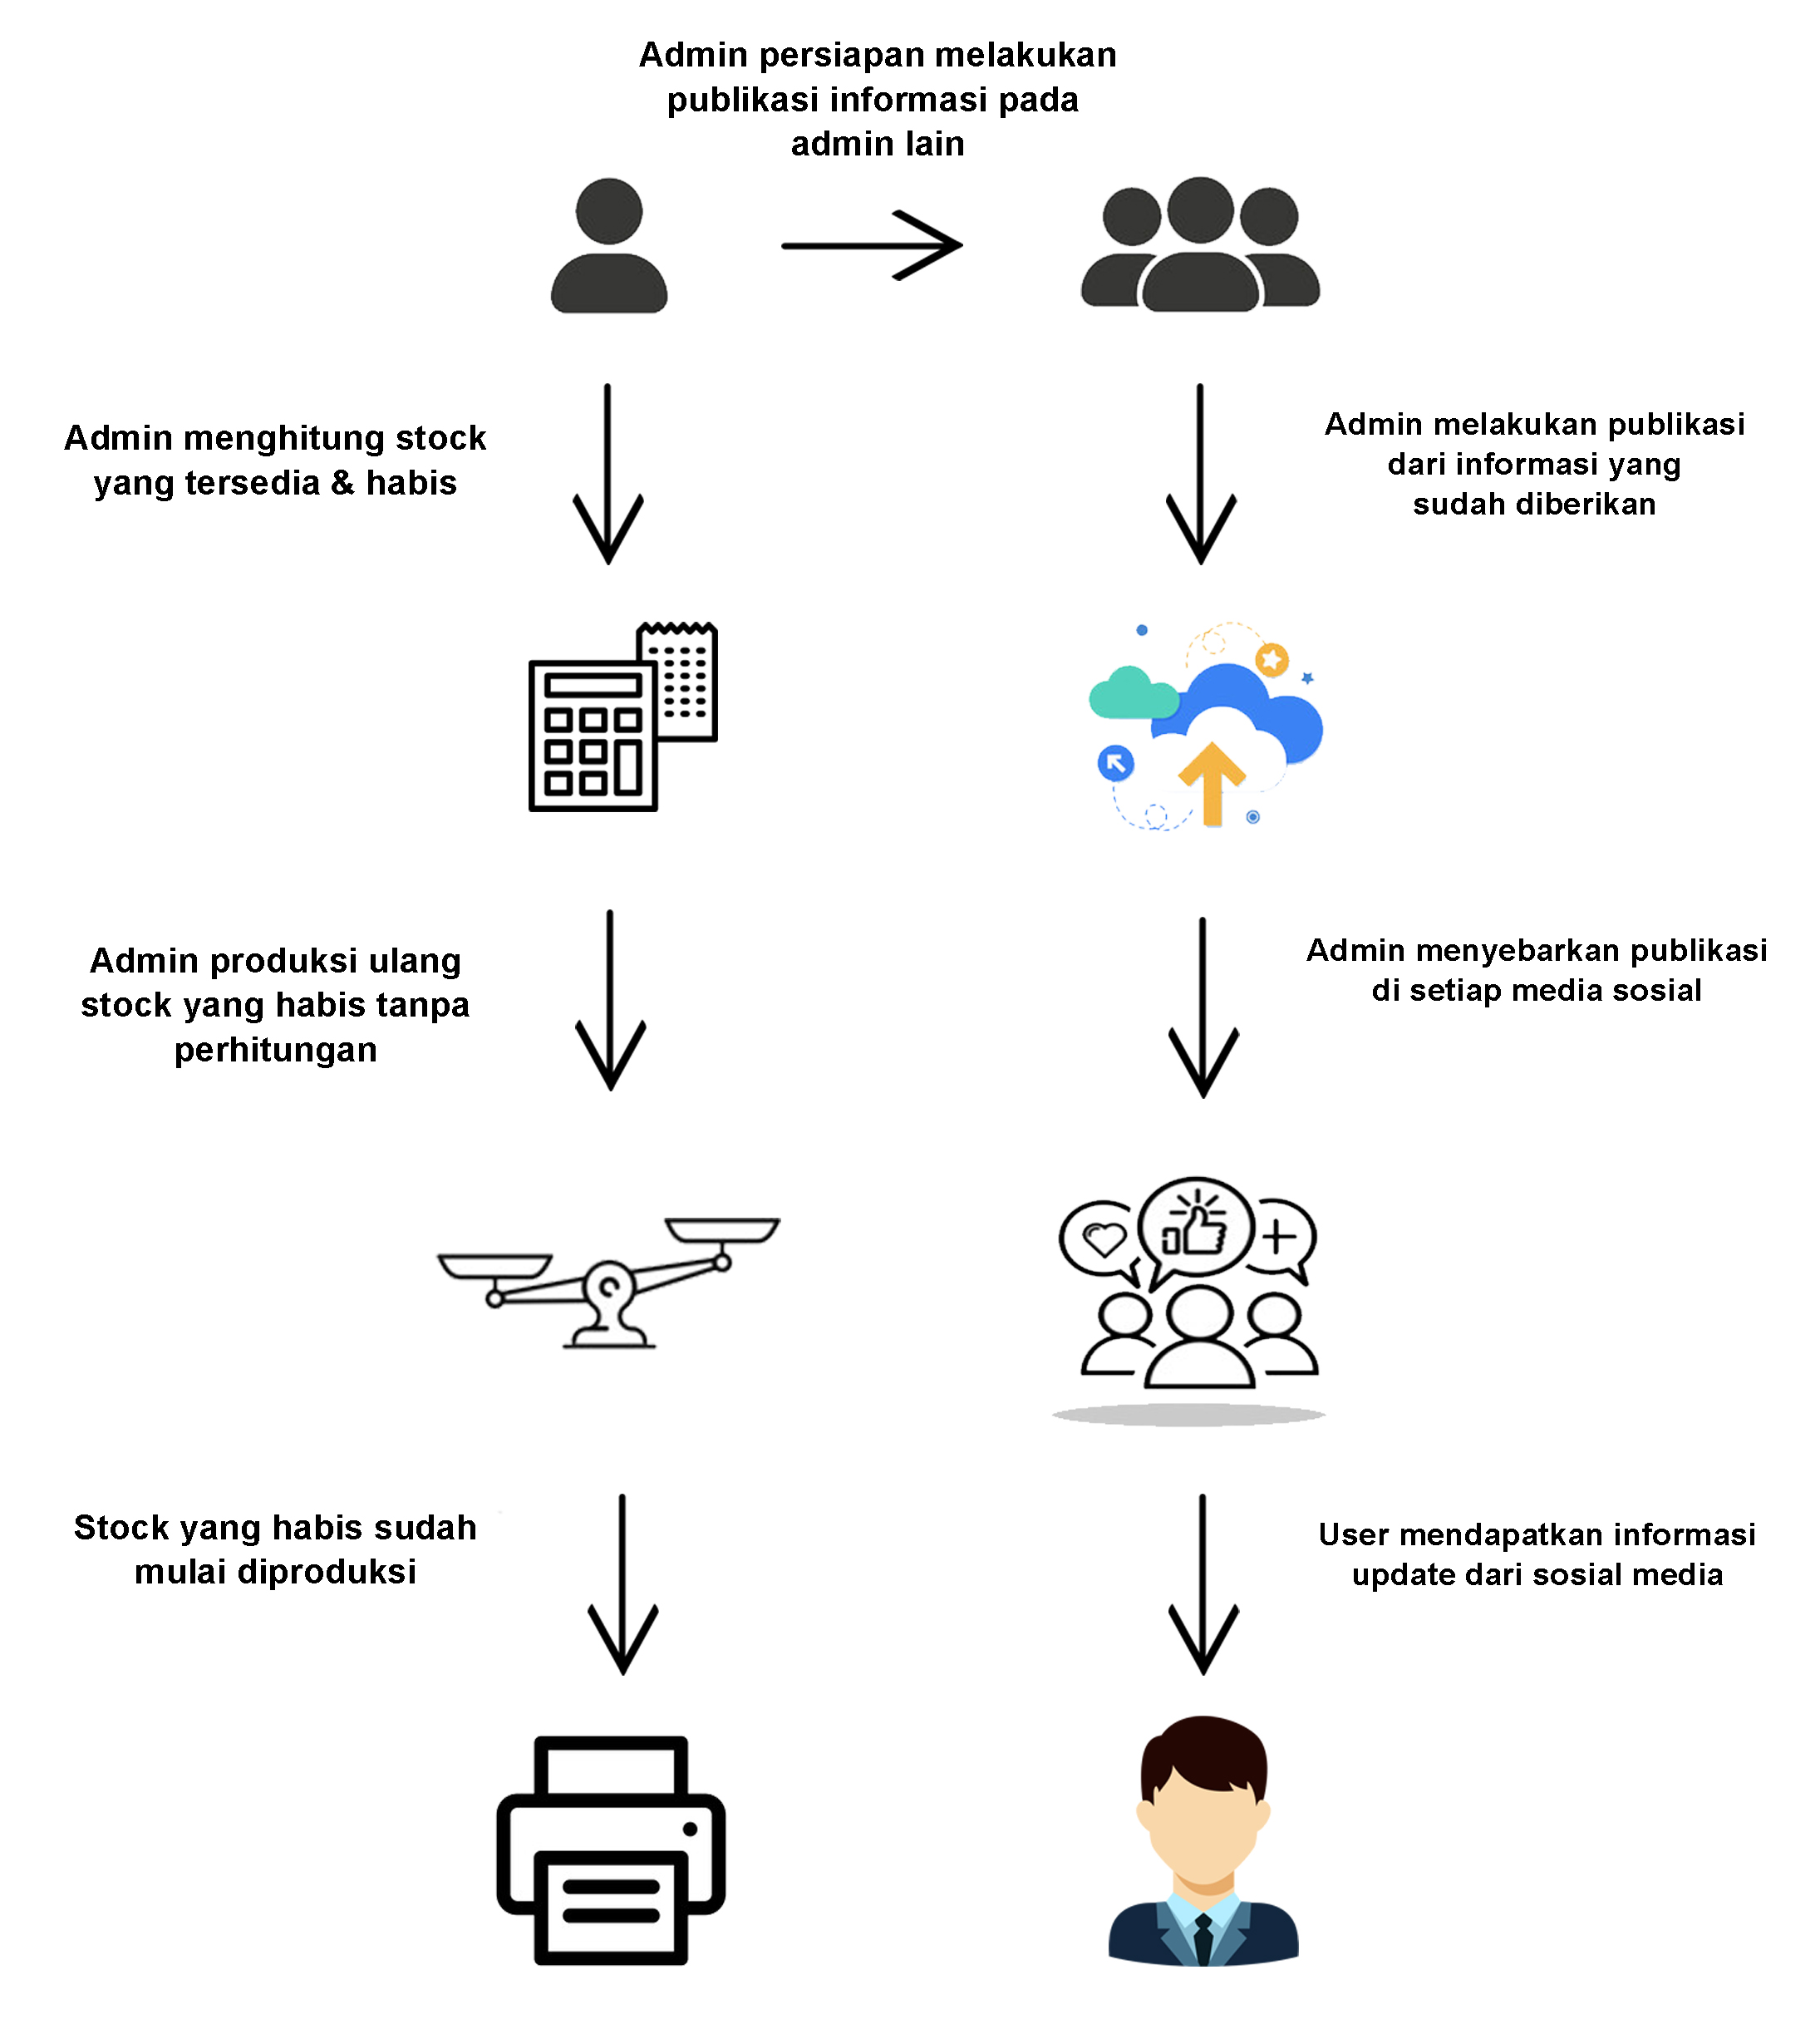 Admin persiapan melakukan
publikasi informasi pada
admin lain
Admin menghitung stock
yang tersedia & habis
Admin melakukan publikasi
dari informasi yang
sudah diberikan
Admin produksi ulang
stock yang habis tanpa
perhitungan
Admin menyebarkan publikasi
di setiap media sosial
Stock yang habis sudah
mulai diproduksi
User mendapatkan informasi
update dari sosial media